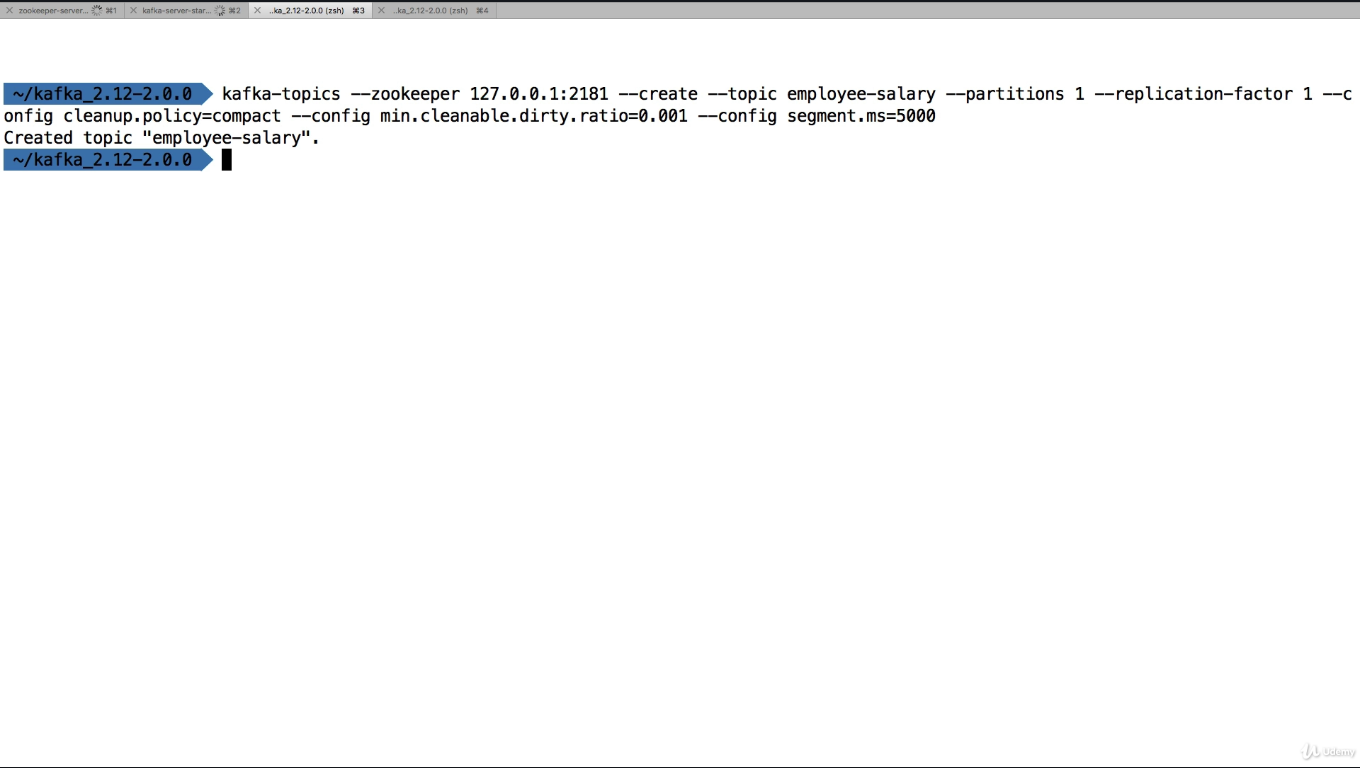 zookeeper-server... ⌘1 kafka-server-star... ⌘2 ..ka_2.12-2.0.0 (zsh) ⌘3 ..ka_2.12-2.0.0 (zsh) ⌘4
~/kafka_2.12-2.0.0 kafka-topics --zookeeper 127.0.0.1:2181 --create --topic employee-salary --partitions 1 --replication-factor 1 --c
onfig cleanup.policy=compact --config min.cleanable.dirty.ratio=0.001 --config segment.ms=5000
Created topic "employee-salary".
~/kafka_2.12-2.0.0
Udemy